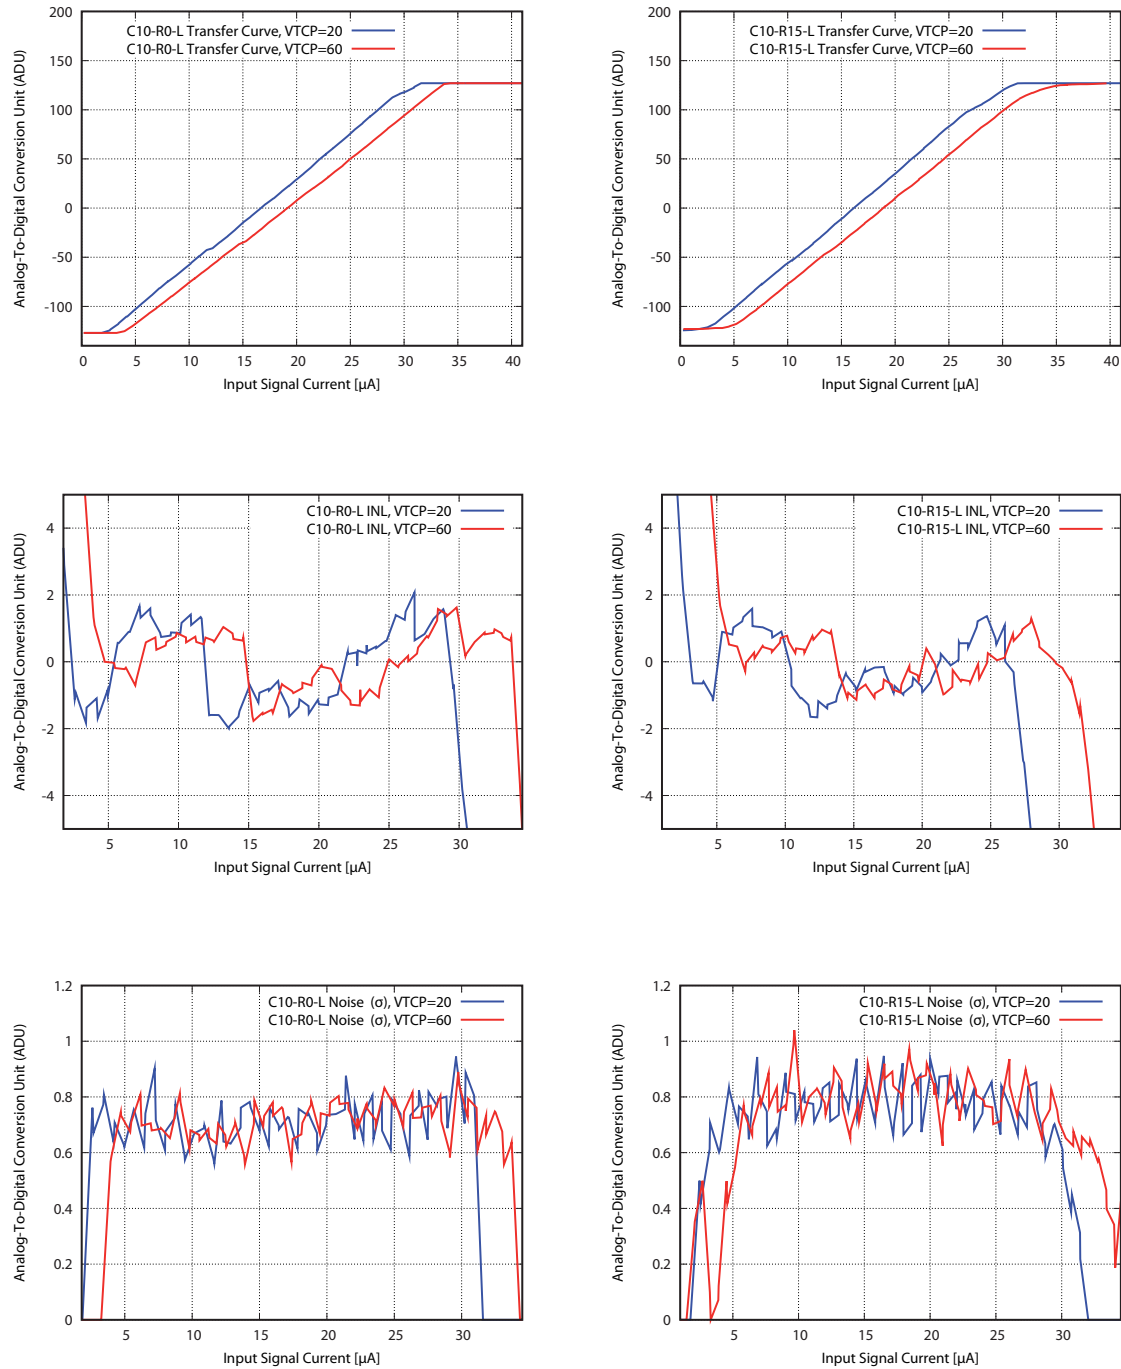 C10-R0-L Transfer Curve, VTCP=20
C10-R0-L Transfer Curve, VTCP=60
Analog-To-Digital Conversion Unit (ADU)
200
150
100
50
0
-50
-100
0 5 10 15 20 25 30 35 40
Input Signal Current [µA]
C10-R15-L Transfer Curve, VTCP=20
C10-R15-L Transfer Curve, VTCP=60
Analog-To-Digital Conversion Unit (ADU)
200
150
100
50
0
-50
-100
0 5 10 15 20 25 30 35 40
Input Signal Current [µA]
C10-R0-L INL, VTCP=20
C10-R0-L INL, VTCP=60
Analog-To-Digital Conversion Unit (ADU)
4
2
0
-2
-4
5 10 15 20 25 30
Input Signal Current [µA]
C10-R15-L INL, VTCP=20
C10-R15-L INL, VTCP=60
Analog-To-Digital Conversion Unit (ADU)
4
2
0
-2
-4
5 10 15 20 25 30
Input Signal Current [µA]
C10-R0-L Noise (σ), VTCP=20
C10-R0-L Noise (σ), VTCP=60
Analog-To-Digital Conversion Unit (ADU)
1.2
1
0.8
0.6
0.4
0.2
0
5 10 15 20 25 30
Input Signal Current [µA]
C10-R15-L Noise (σ), VTCP=20
C10-R15-L Noise (σ), VTCP=60
Analog-To-Digital Conversion Unit (ADU)
1.2
1
0.8
0.6
0.4
0.2
0
5 10 15 20 25 30
Input Signal Current [µA]